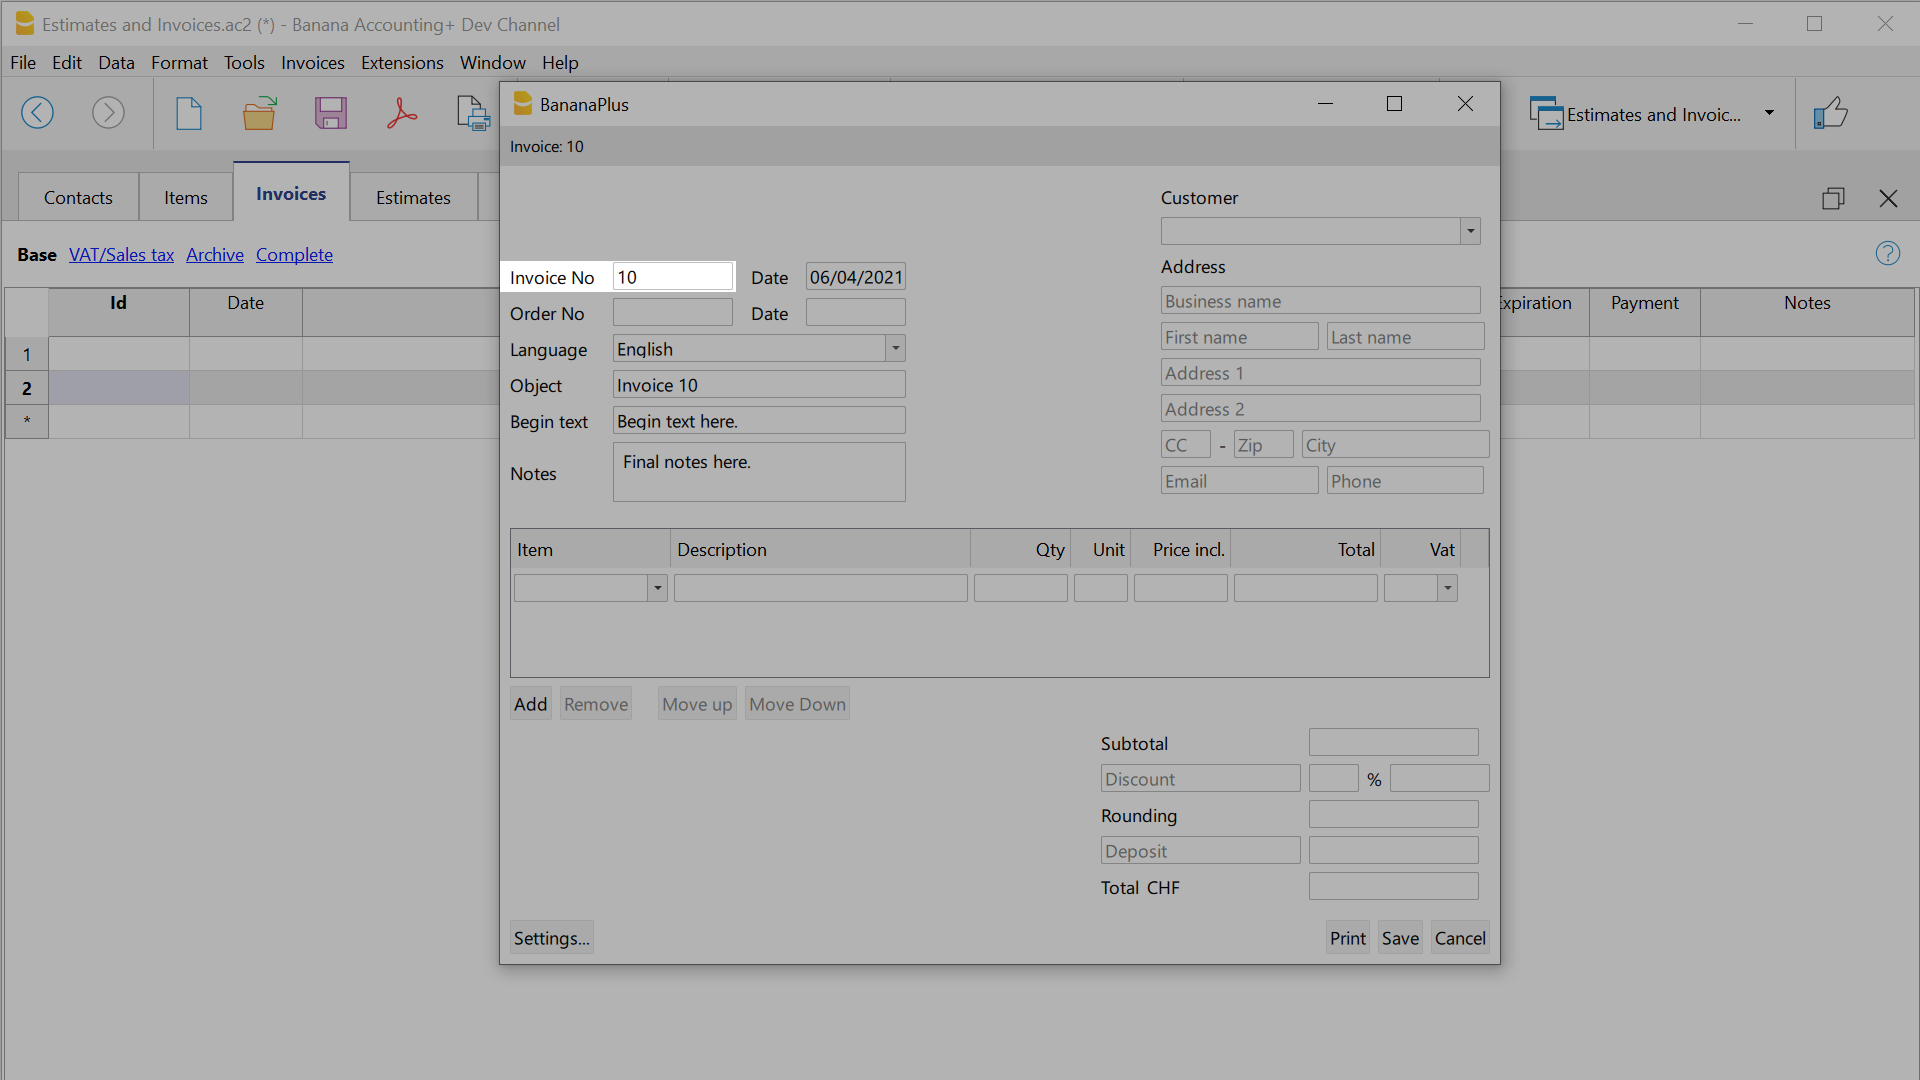 Estimates and Invoices.ac2 (*) - Banana Accounting+ Dev Channel
File Edit Data Format Tools Invoices Extensions Window Help
Estimates and Invoic...
Contacts Items Invoices Estimates
Base VAT/Sales tax Archive Complete
Id Date Expiration Payment Notes
1
2
*
BananaPlus
Invoice: 10
Customer
Address
Business name
First name Last name
Address 1
Address 2
CC - Zip City
Email Phone
Invoice No 10 Date 06/04/2021
Order No Date
Language English
Object Invoice 10
Begin text Begin text here.
Notes Final notes here.
Item Description Qty Unit Price incl. Total Vat
Add Remove Move up Move Down
Subtotal
Discount %
Rounding
Deposit
Total CHF
Settings... Print Save Cancel